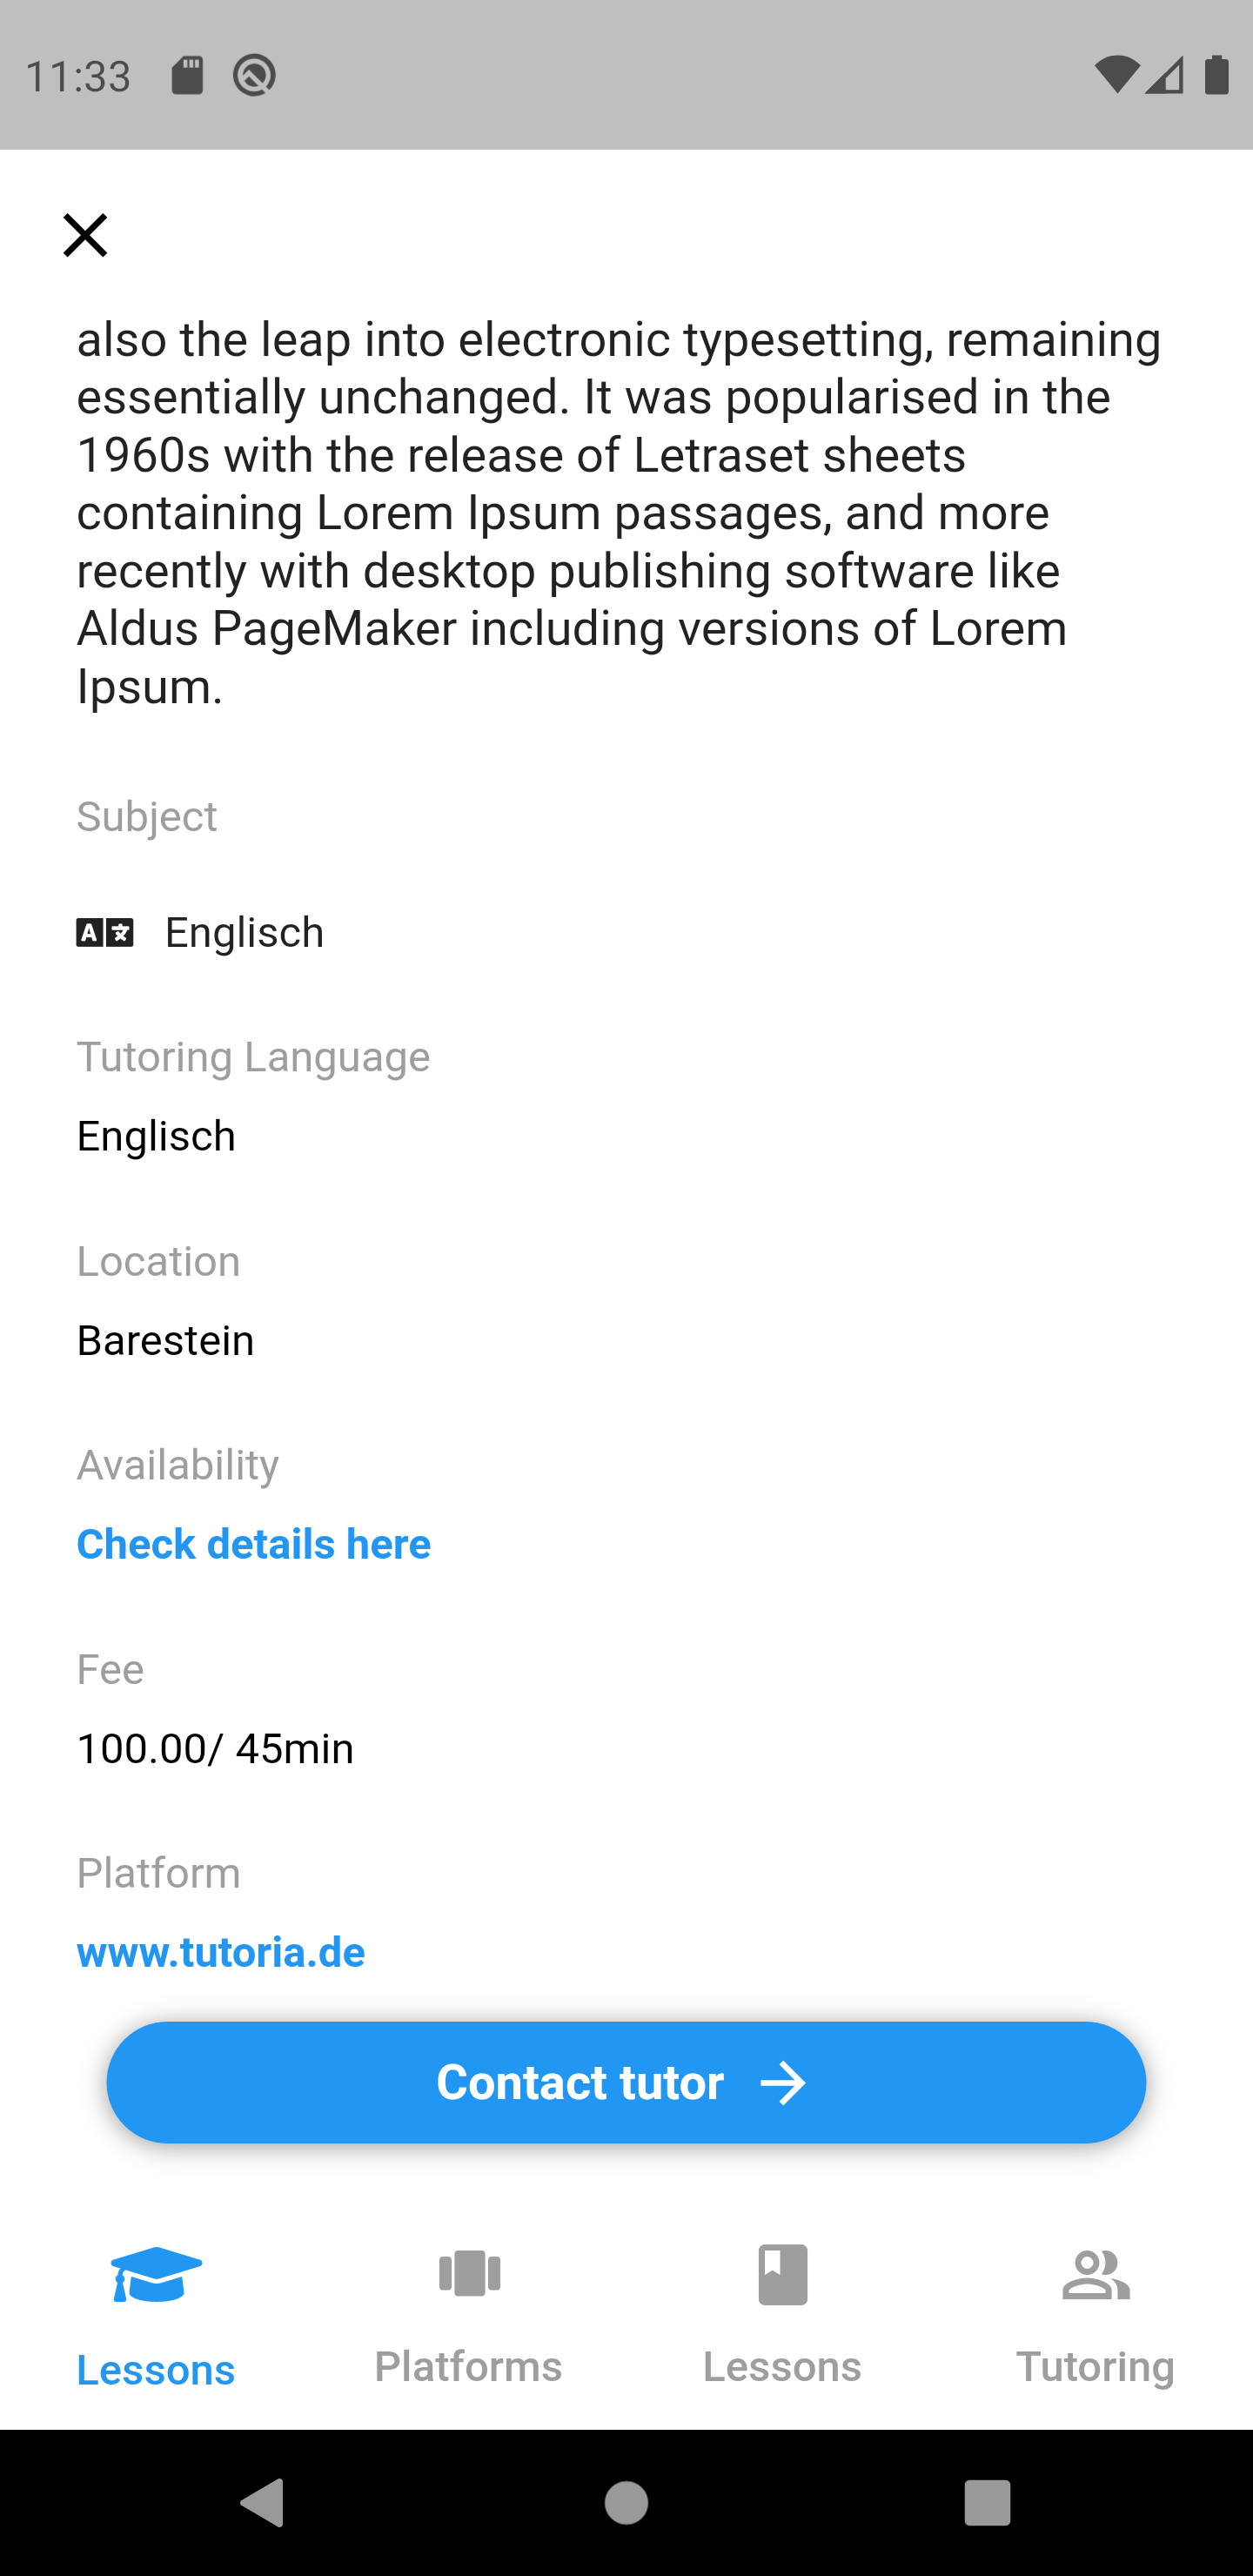 11:33
also the leap into electronic typesetting, remaining
essentially unchanged. It was popularised in the
1960s with the release of Letraset sheets
containing Lorem Ipsum passages, and more
recently with desktop publishing software like
Aldus PageMaker including versions of Lorem
Ipsum.
Subject
Englisch
Tutoring Language
Englisch
Location
Barestein
Availability
Check details here
Fee
100.00/ 45min
Platform
www.tutoria.de
Contact tutor
Lessons Platforms Lessons Tutoring